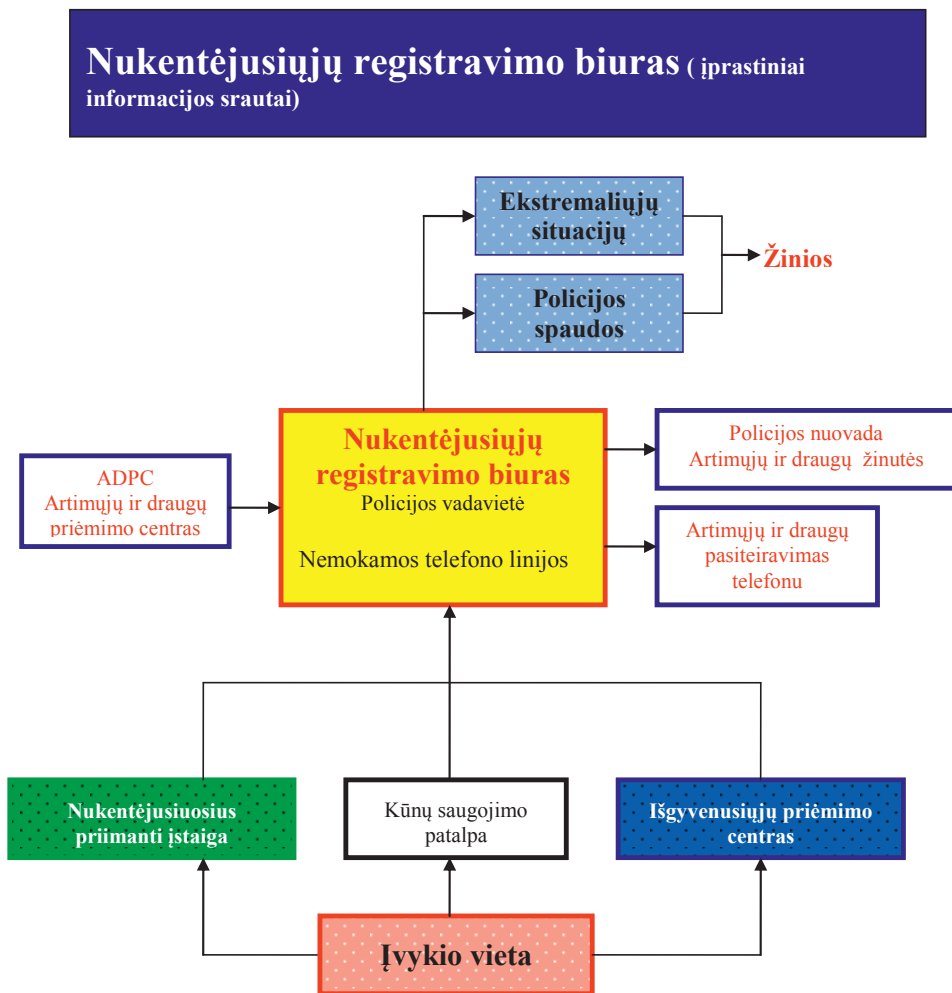 Nukentėjusiųjų registravimo biuras ( įprastiniai
informacijos srautai)
Ekstremaliųjų
situacijų
Žinios
Policijos
spaudos
Nukentėjusiųjų
registravimo biuras
Policijos vadavietė
Nemokamos telefono linijos
Policijos nuovada
Artimųjų ir draugų žinutės
ADPC
Artimųjų ir draugų
priėmimo centras
Artimųjų ir draugų
pasiteiravimas
telefonu
Nukentėjusiuosius
priimanti įstaiga
Kūnų saugojimo
patalpa
Išgyvenusiųjų priėmimo
centras
Įvykio vieta